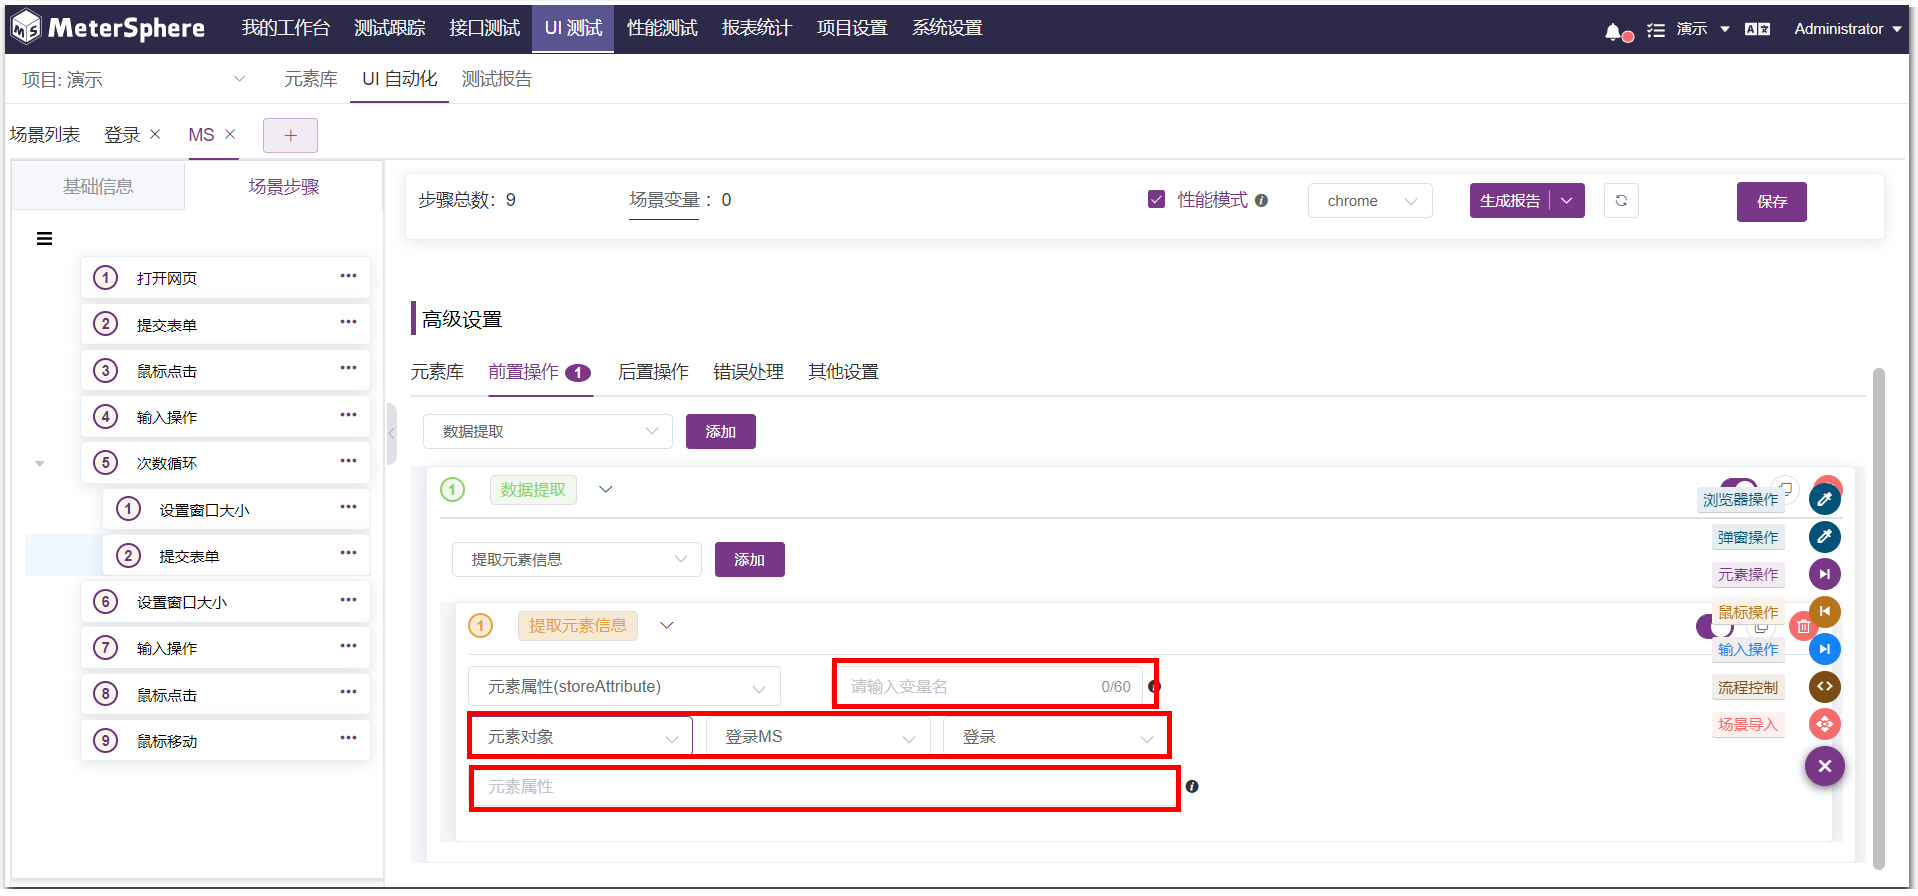 MeterSphere 我的工作台 测试跟踪 接口测试 UI 测试 性能测试 报表统计 项目设置 系统设置 演示 Administrator
项目: 演示 元素库 UI 自动化 测试报告
场景列表 登录 MS
基础信息 场景步骤
步骤总数: 9 场景变量 : 0 性能模式 chrome 生成报告 保存
1 打开网页
2 提交表单
3 鼠标点击
4 输入操作
5 次数循环
1 设置窗口大小
2 提交表单
6 设置窗口大小
7 输入操作
8 鼠标点击
9 鼠标移动
高级设置
元素库 前置操作 1 后置操作 错误处理 其他设置
数据提取 添加
1 数据提取
提取元素信息 添加
1 提取元素信息
元素属性(storeAttribute) 请输入变量名 0/60
元素对象 登录MS 登录
元素属性
浏览器操作
弹窗操作
元素操作
鼠标操作
输入操作
流程控制
场景导入